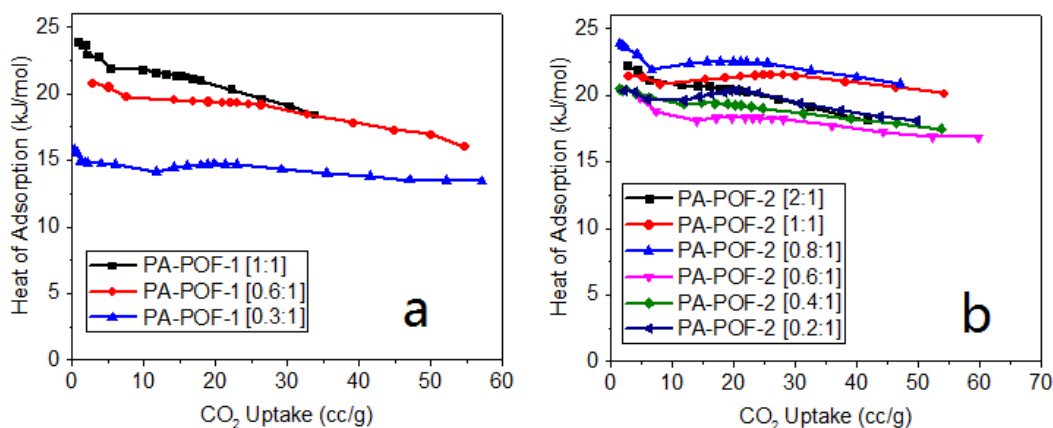 25
20
15
10
5
0
Heat of Adsorption (kJ/mol)
PA-POF-1 [1:1]
PA-POF-1 [0.6:1]
PA-POF-1 [0.3:1]
a
0 10 20 30 40 50 60
CO2 Uptake (cc/g)
25
20
15
10
5
0
Heat of Adsorption (kJ/mol)
PA-POF-2 [2:1]
PA-POF-2 [1:1]
PA-POF-2 [0.8:1]
PA-POF-2 [0.6:1]
PA-POF-2 [0.4:1]
PA-POF-2 [0.2:1]
b
0 10 20 30 40 50 60 70
CO2 Uptake (cc/g)